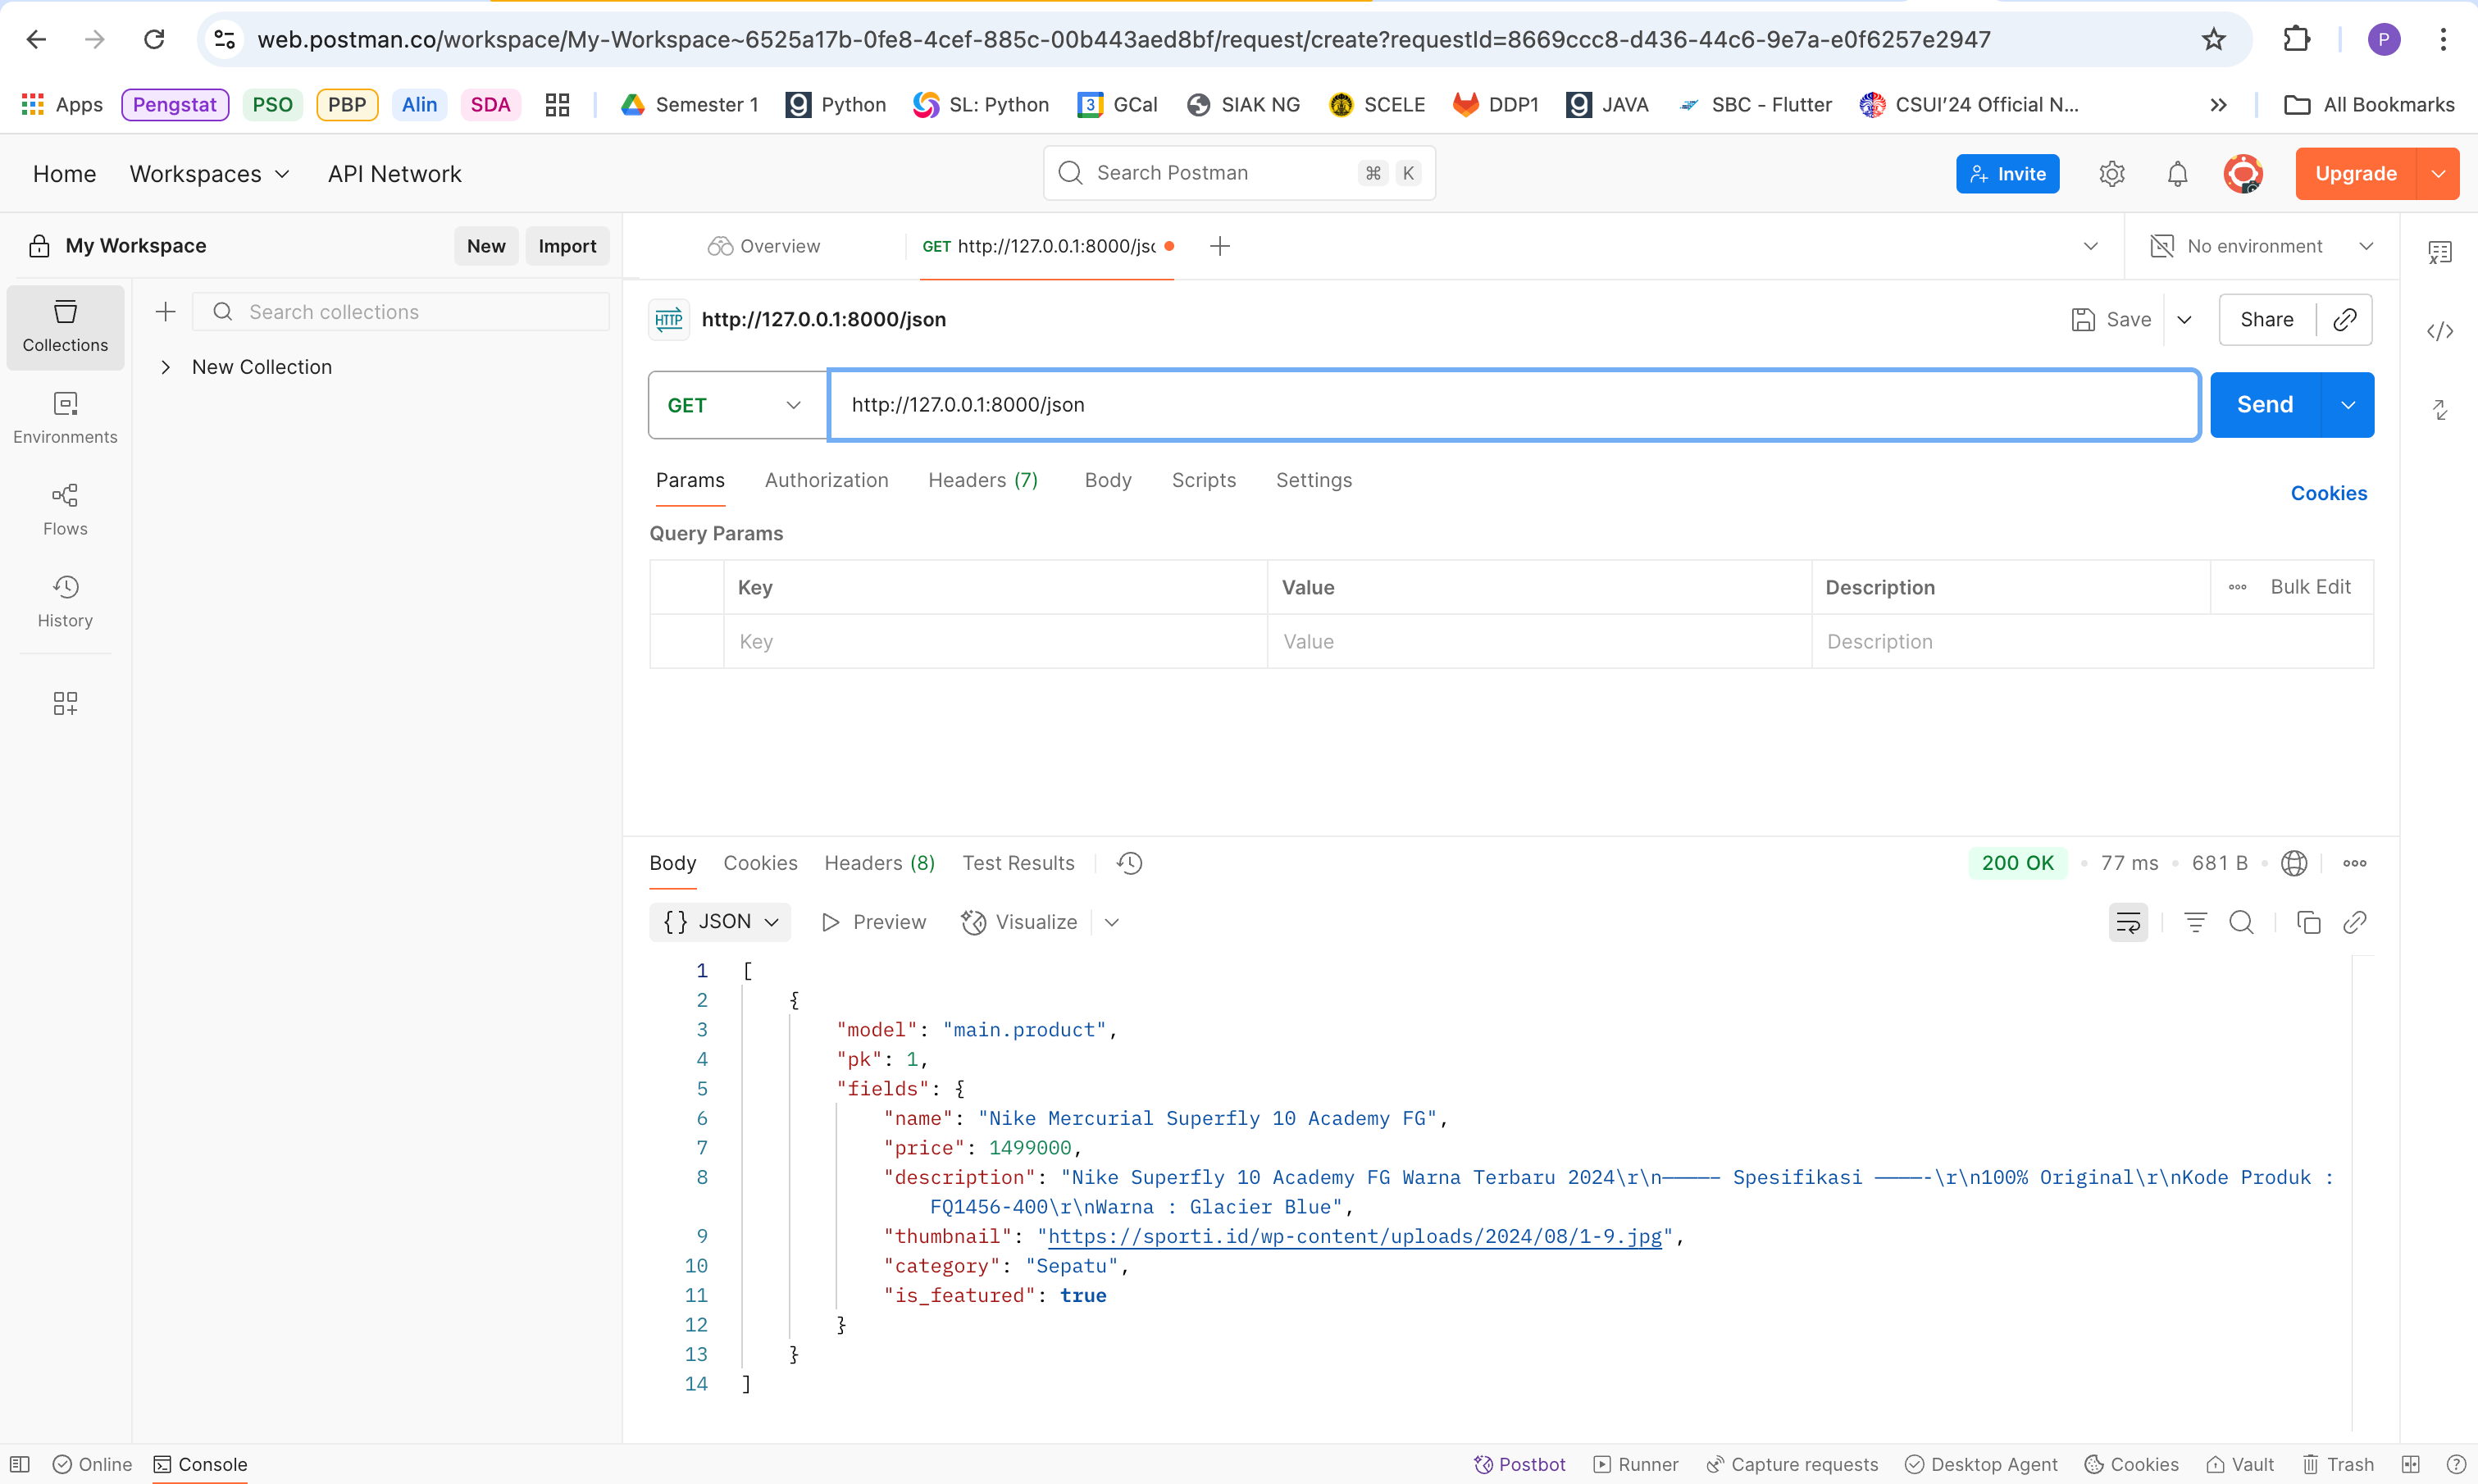 web.postman.co/workspace/My-Workspace~6525a17b-0fe8-4cef-885c-00b443aed8bf/request/create?requestId=8669ccc8-d436-44c6-9e7a-e0f6257e2947
P
Apps Pengstat PSO PBP Alin SDA Semester 1 Python SL: Python 3 GCal SIAK NG SCELE DDP1 JAVA SBC - Flutter CSUI'24 Official N... All Bookmarks
Home Workspaces API Network Search Postman ⌘ K Invite Upgrade
My Workspace New Import Overview GET http://127.0.0.1:8000/jsc No environment
Search collections
New Collection
Collections
Environments
Flows
History
HTTP http://127.0.0.1:8000/json Save Share
GET http://127.0.0.1:8000/json Send
Params Authorization Headers (7) Body Scripts Settings Cookies
Query Params
Key Value Description Bulk Edit
Key Value Description
Body Cookies Headers (8) Test Results 200 OK 77 ms 681 B
{} JSON Preview Visualize
1 [
2 {
3 "model": "main.product",
4 "pk": 1,
5 "fields": {
6 "name": "Nike Mercurial Superfly 10 Academy FG",
7 "price": 1499000,
8 "description": "Nike Superfly 10 Academy FG Warna Terbaru 2024\r\n————– Spesifikasi ————-\r\n100% Original\r\nKode Produk :
FQ1456-400\r\nWarna : Glacier Blue",
9 "thumbnail": "https://sporti.id/wp-content/uploads/2024/08/1-9.jpg",
10 "category": "Sepatu",
11 "is_featured": true
12 }
13 }
14 ]
Online Console Postbot Runner Capture requests Desktop Agent Cookies Vault Trash